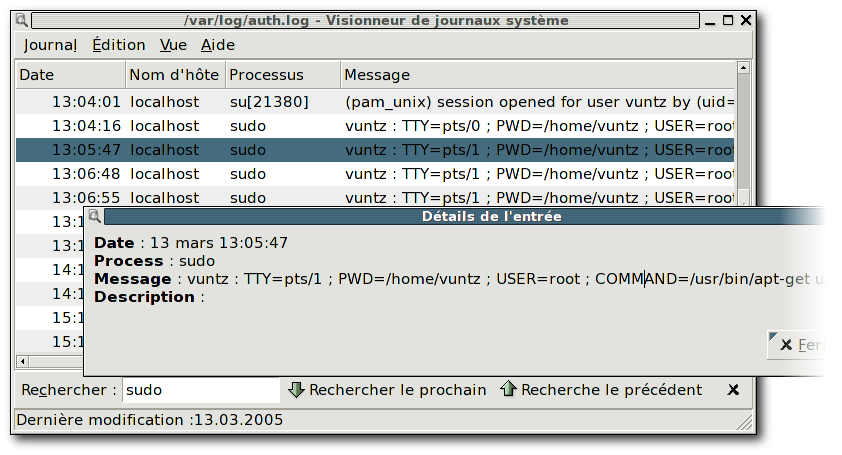 /var/log/auth.log - Visionneur de journaux système
Journal Édition Vue Aide
Date Nom d'hôte Processus Message
13:04:01 localhost su[21380] (pam_unix) session opened for user vuntz by (uid=
13:04:16 localhost sudo vuntz : TTY=pts/0 ; PWD=/home/vuntz ; USER=root
13:05:47 localhost sudo vuntz : TTY=pts/1 ; PWD=/home/vuntz ; USER=root
13:06:48 localhost sudo vuntz : TTY=pts/1 ; PWD=/home/vuntz ; USER=root
13:06:55 localhost sudo vuntz : TTY=pts/1 ; PWD=/home/vuntz ; USER=root
13:1
13:1
14:1
14:1
15:1
15:1
Détails de l'entrée
Date : 13 mars 13:05:47
Process : sudo
Message : vuntz : TTY=pts/1 ; PWD=/home/vuntz ; USER=root ; COMMAND=/usr/bin/apt-get u
Description :
Fer
Rechercher : sudo Rechercher le prochain Recherche le précédent
Dernière modification :13.03.2005